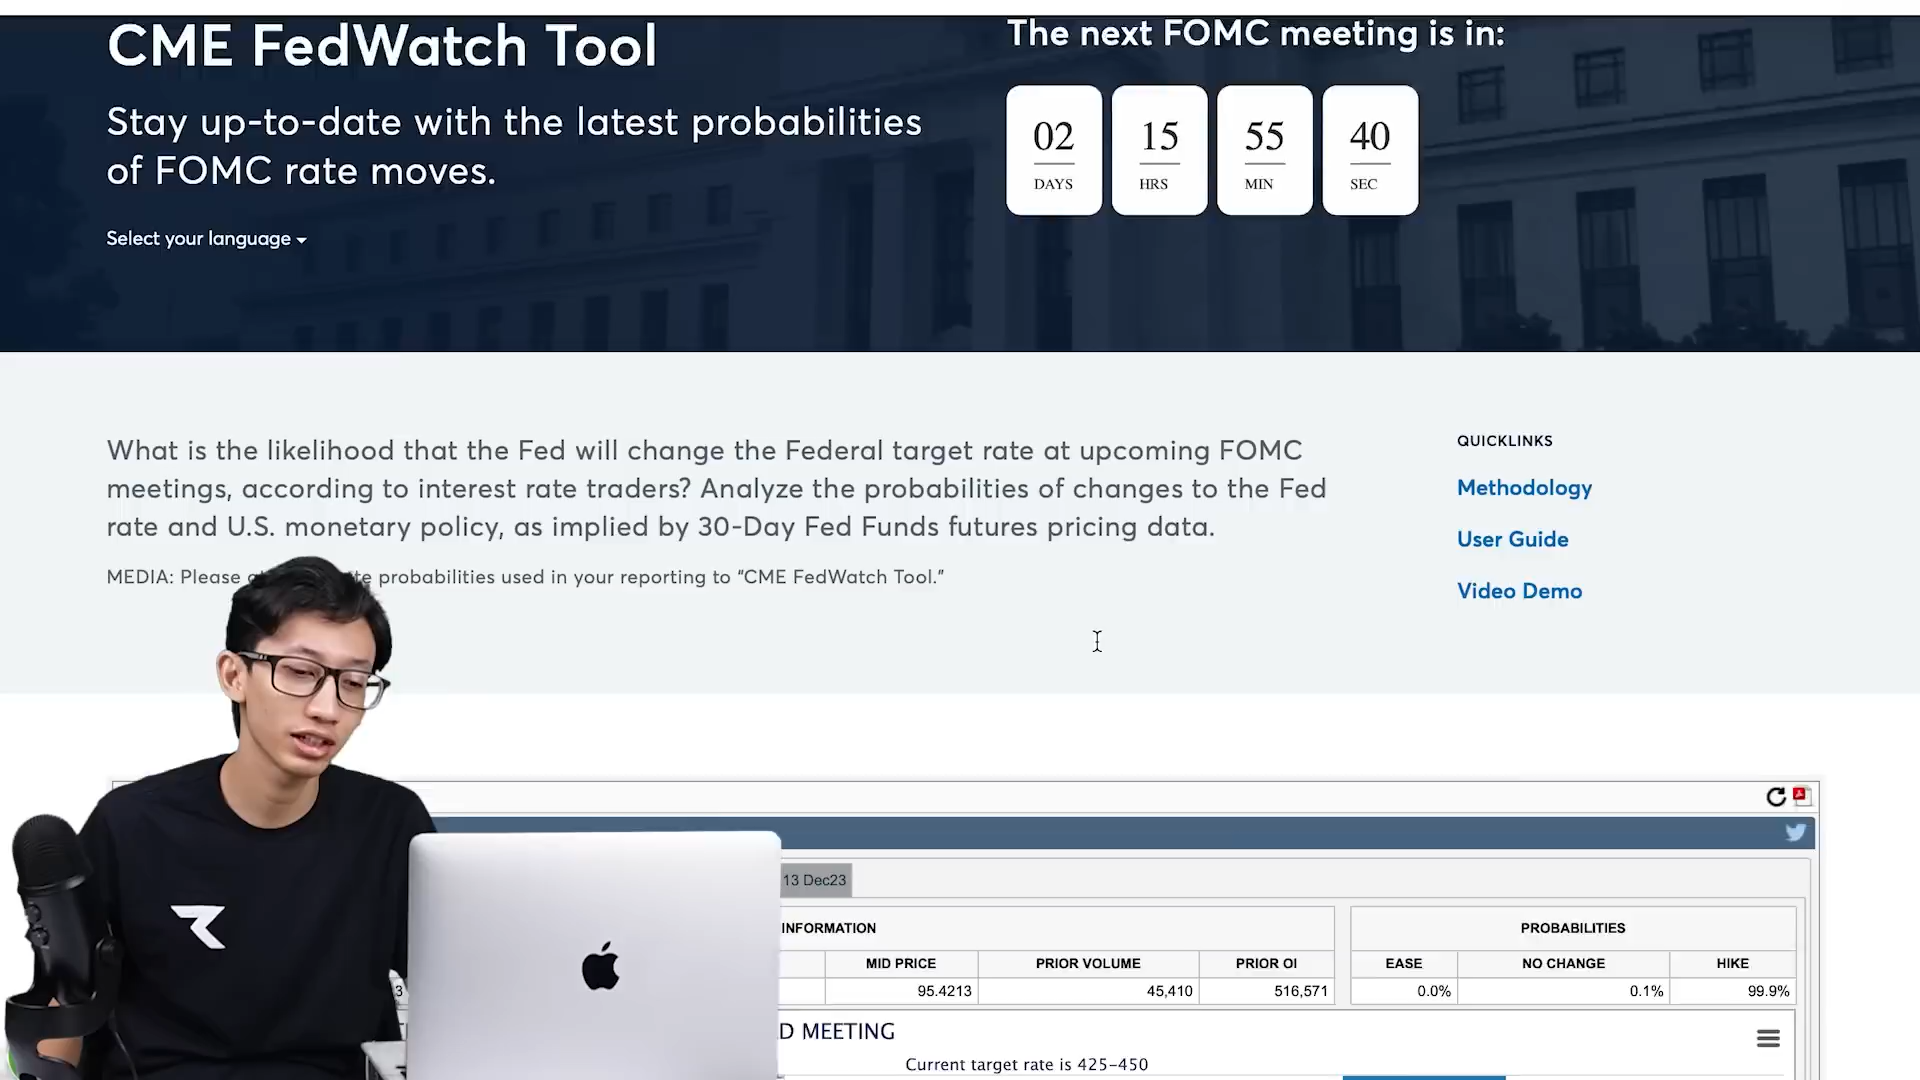 CME FedWatch Tool
Stay up-to-date with the latest probabilities
of FOMC rate moves.
Select your language
The next FOMC meeting is in:
02 15 55 40
DAYS HRS MIN SEC
What is the likelihood that the Fed will change the Federal target rate at upcoming FOMC
meetings, according to interest rate traders? Analyze the probabilities of changes to the Fed
rate and U.S. monetary policy, as implied by 30-Day Fed Funds futures pricing data.
MEDIA: Please probabilities used in your reporting to “CME FedWatch Tool.”
QUICKLINKS
Methodology
User Guide
Video Demo
13 Dec23
INFORMATION
MID PRICE PRIOR VOLUME PRIOR OI
95.4213 45,410 516,571
PROBABILITIES
EASE NO CHANGE HIKE
0.0% 0.1% 99.9%
MEETING
Current target rate is 425-450